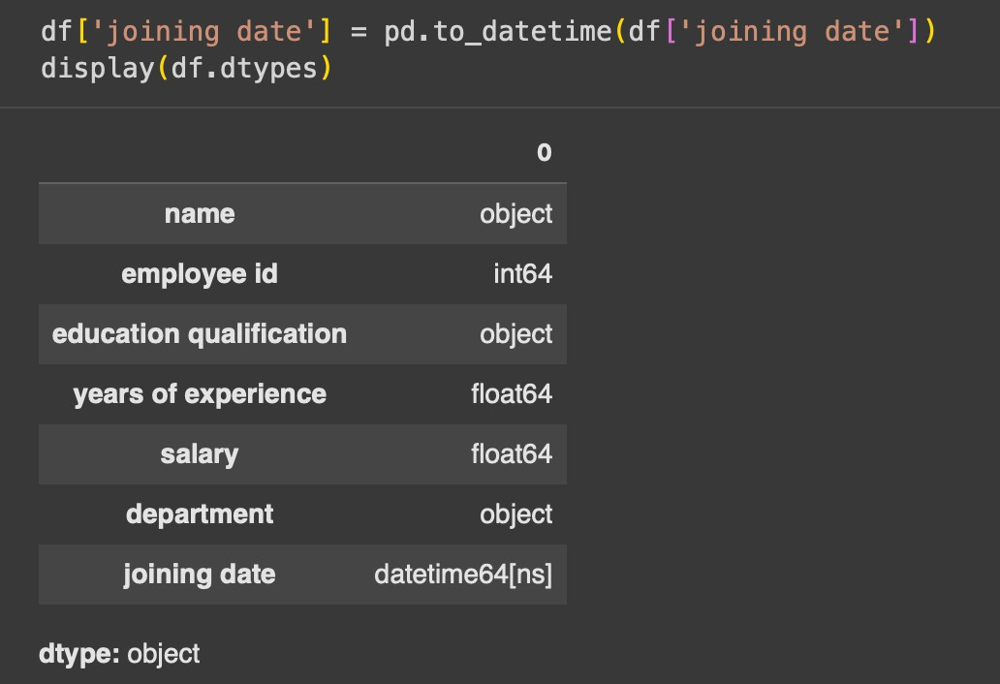 df['joining date'] = pd.to_datetime(df['joining date'])
display(df.dtypes)
0
name object
employee id int64
education qualification object
years of experience float64
salary float64
department object
joining date datetime64[ns]
dtype: object